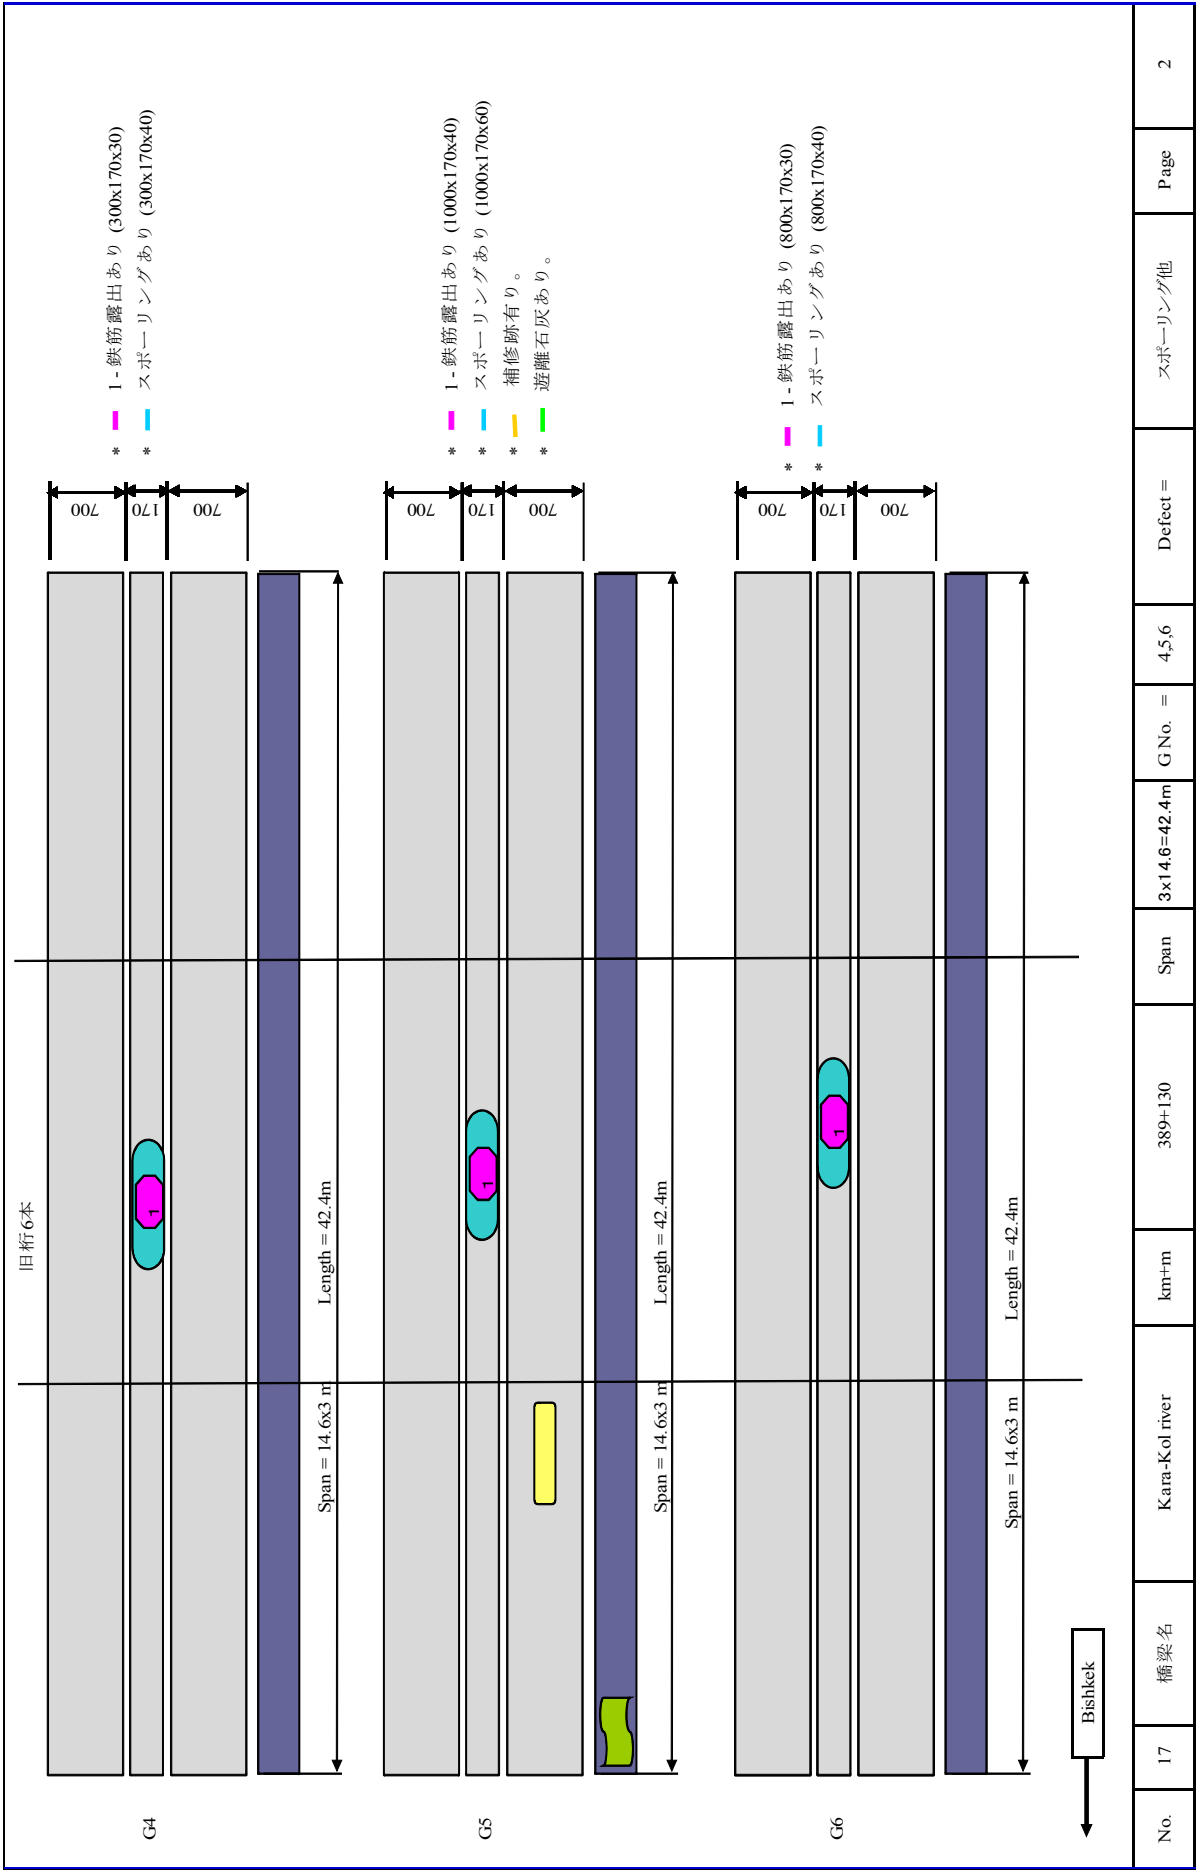 旧桁6本
G4
1
700
170
700
* 1 - 鉄筋露出あり (300x170x30)
* スポーリングあり (300x170x40)
Span = 14.6x3 m Length = 42.4m
G5
1
700
170
700
* 1 - 鉄筋露出あり (1000x170x40)
* スポーリングあり (1000x170x60)
* 補修跡有り。
* 遊離石灰あり。
Span = 14.6x3 m Length = 42.4m
G6
1
700
170
700
* 1 - 鉄筋露出あり (800x170x30)
* スポーリングあり (800x170x40)
Span = 14.6x3 m Length = 42.4m
Bishkek
No. 17 橋梁名 Kara-Kol river km+m 389+130 Span 3x14.6=42.4m G No. = 4,5,6 Defect = スポーリング他 Page 2